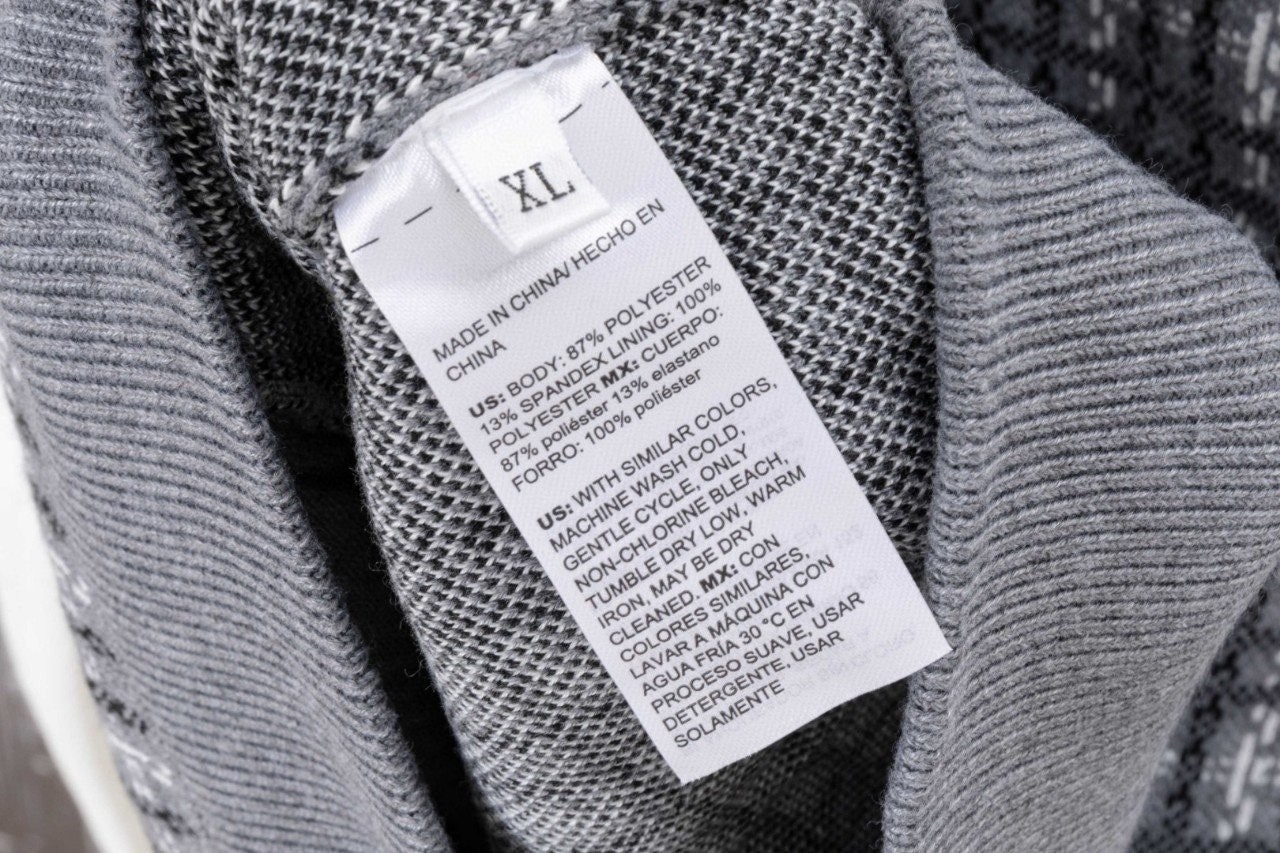 XL
MADE IN CHINA/ HECHO EN
CHINA
US: BODY: 87% POLYESTER
13% SPANDEX LINING: 100%
POLYESTER MX: CUERPO:
87% poliéster 13% elastano
FORRO: 100% poliéster
US: WITH SIMILAR COLORS,
MACHINE WASH COLD,
GENTLE CYCLE. ONLY
NON-CHLORINE BLEACH,
TUMBLE DRY LOW, WARM
IRON, MAY BE DRY
CLEANED. MX: CON
COLORES SIMILARES,
LAVAR A MÁQUINA CON
AGUA FRÍA 30 °C EN
PROCESO SUAVE, USAR
DETERGENTE. USAR
SOLAMENTE